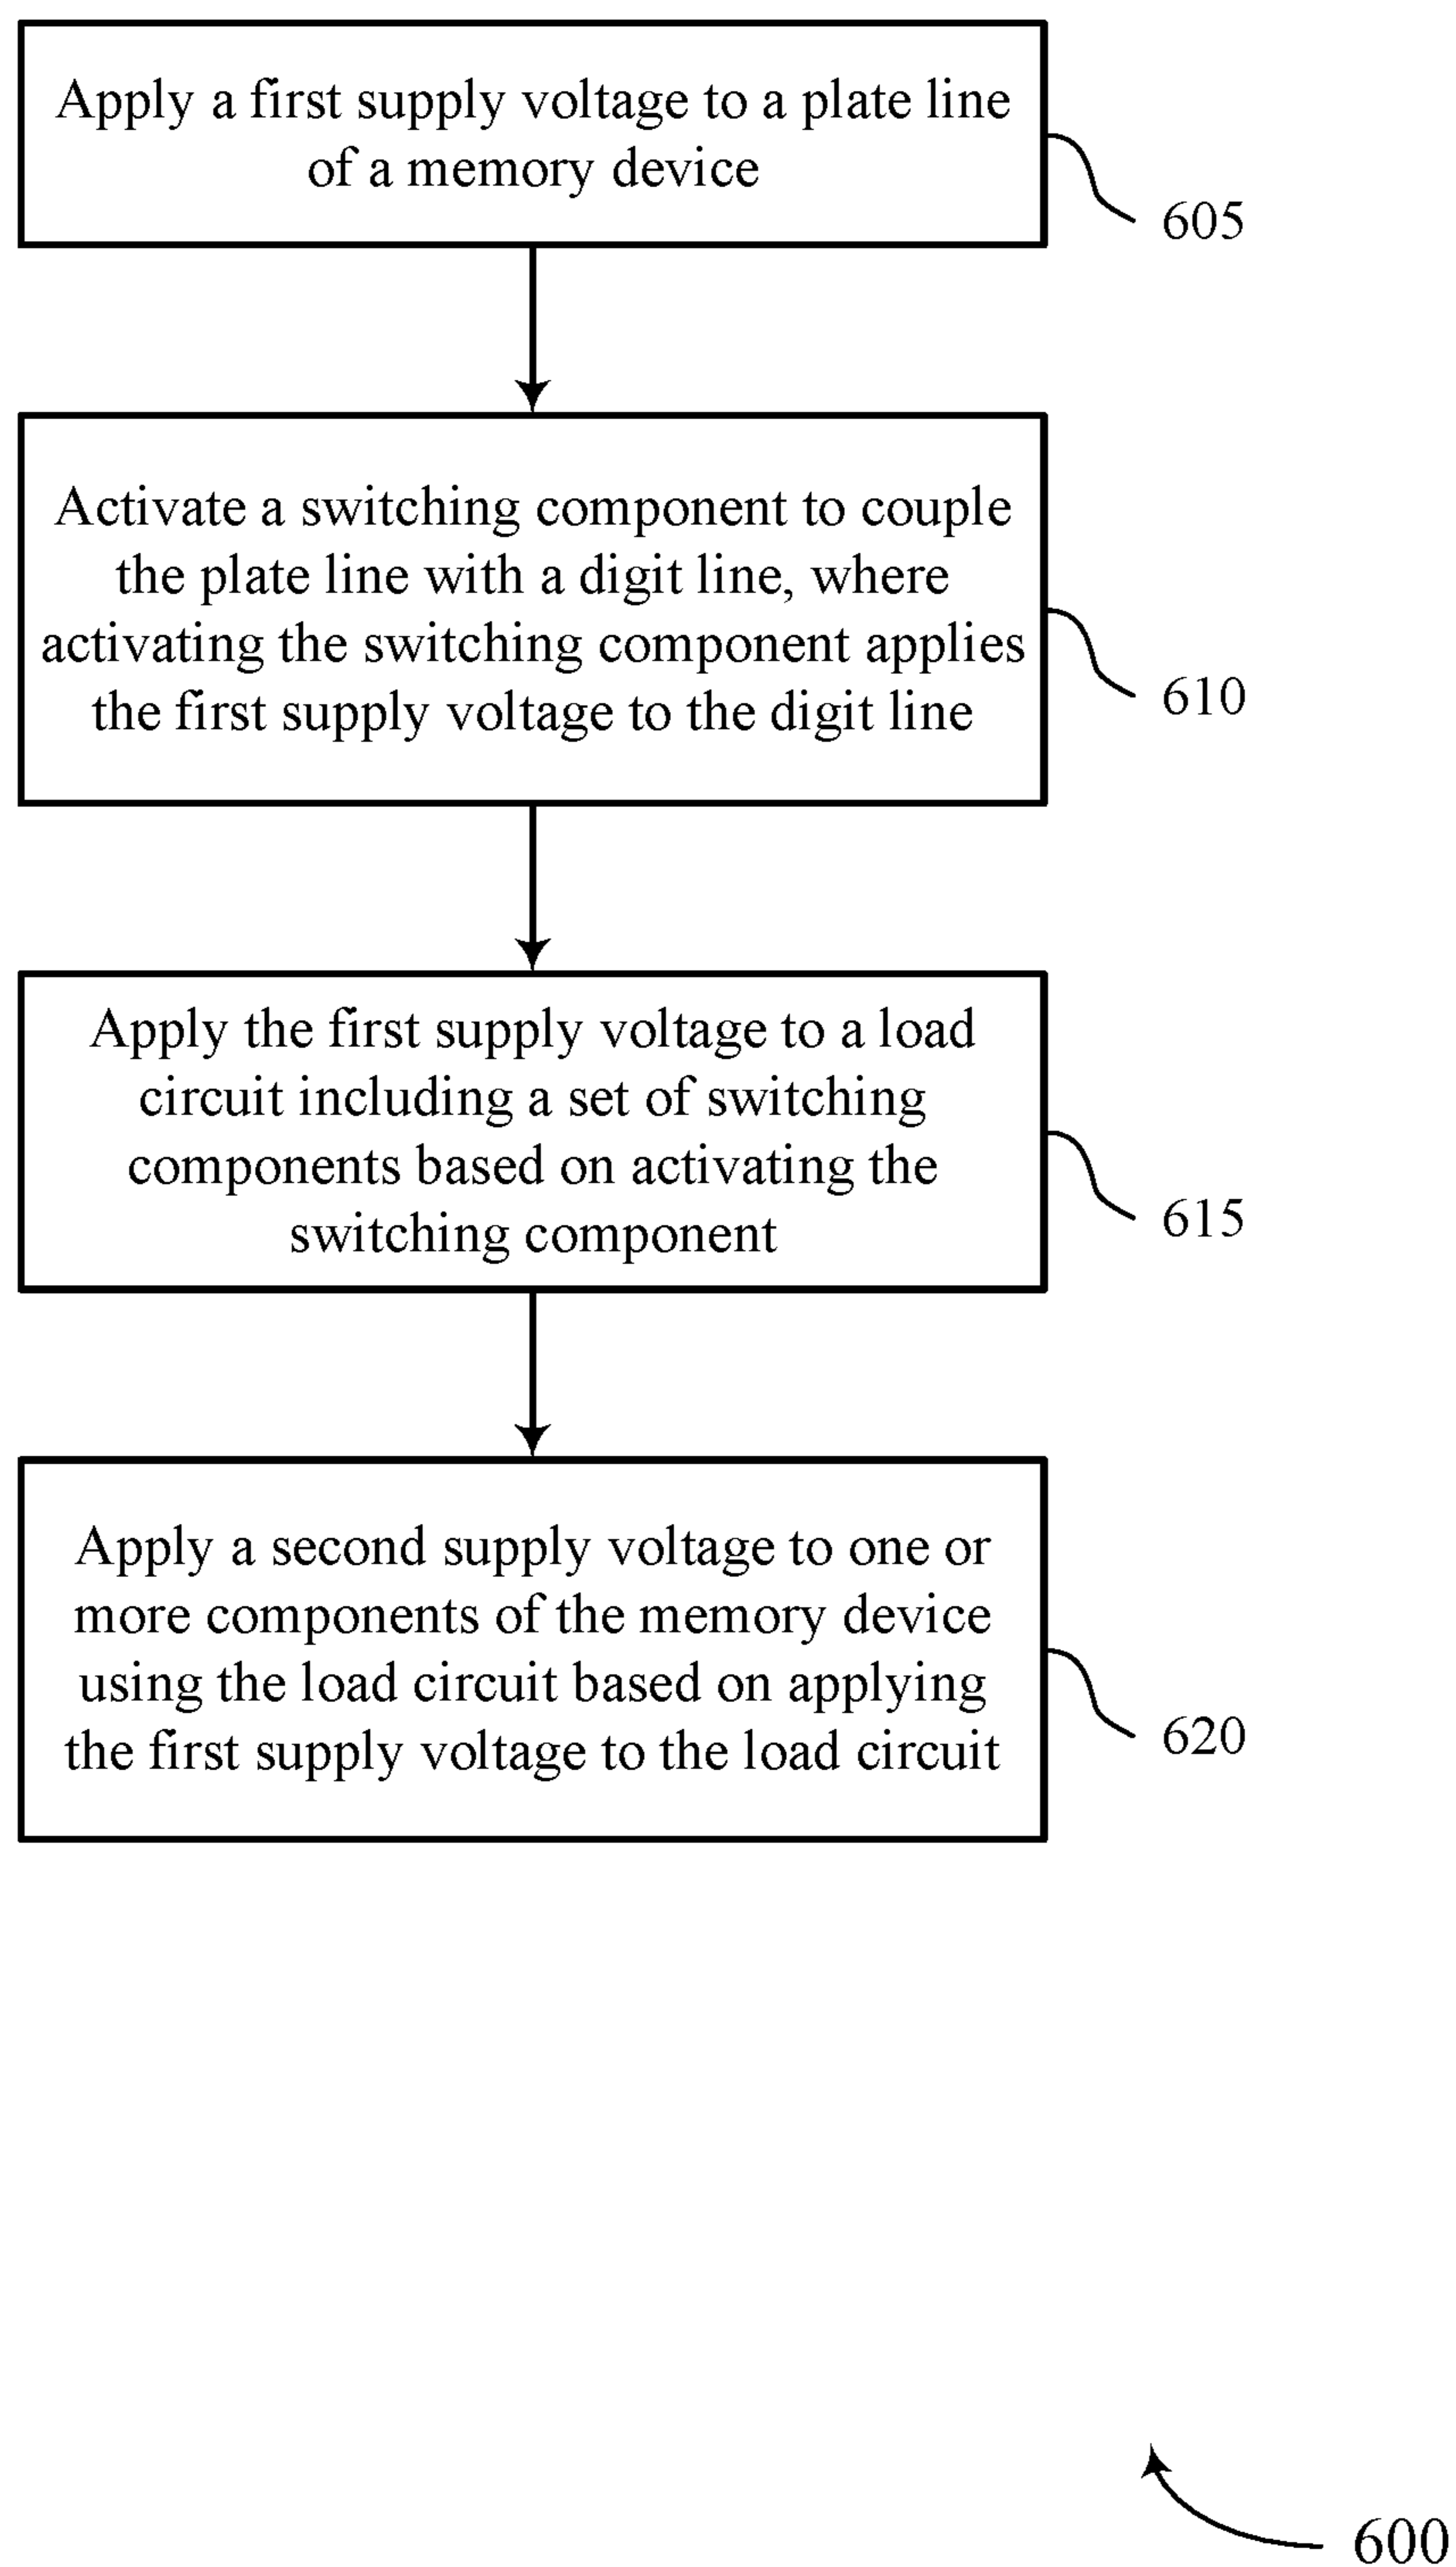 Apply a first supply voltage to a plate line
of a memory device
605
Activate a switching component to couple
the plate line with a digit line, where
activating the switching component applies
the first supply voltage to the digit line
610
Apply the first supply voltage to a load
circuit including a set of switching
components based on activating the
switching component
615
Apply a second supply voltage to one or
more components of the memory device
using the load circuit based on applying
the first supply voltage to the load circuit
620
600